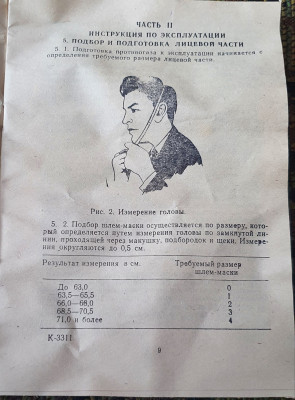 ЧАСТЬ II
ИНСТРУКЦИЯ ПО ЭКСПЛУАТАЦИИ
5. ПОДБОР И ПОДГОТОВКА ЛИЦЕВОЙ ЧАСТИ
5. 1. Подготовка противогаза к эксплуатации начинается с
определения требуемого размера лицевой части.
Рис. 2. Измерение головы.
5. 2. Подбор шлем-маски осуществляется по размеру, кото-
рый определяется путем измерения головы по замкнутой ли-
нии, проходящей через макушку, подбородок и щеки. Измере-
ния округляются до 0,5 см.
Результат измерения в см. Требуемый размер
шлем-маски
До 63,0 0
63,5—65,5 1
66,0—68,0 2
68,5—70,5 3
71,0 и более 4
К-3311
9